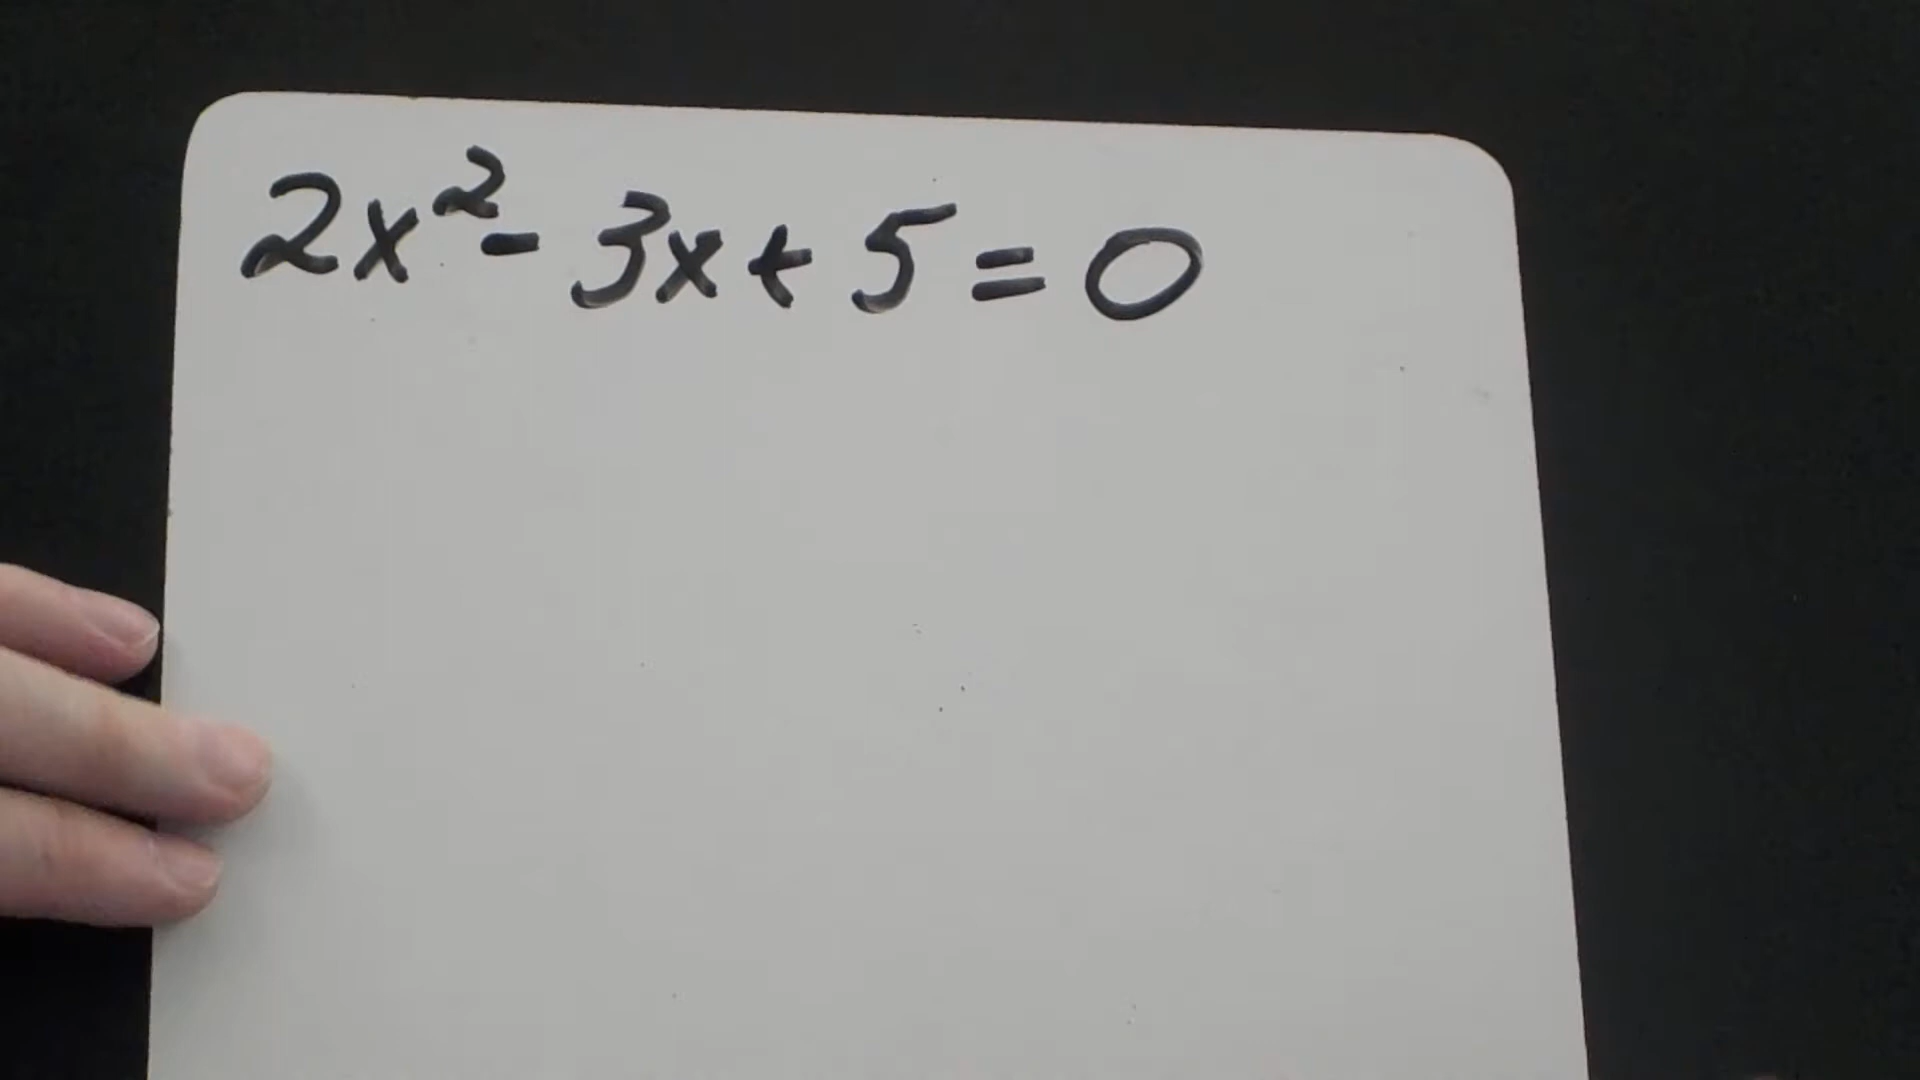 2x² - 3x + 5 = 0